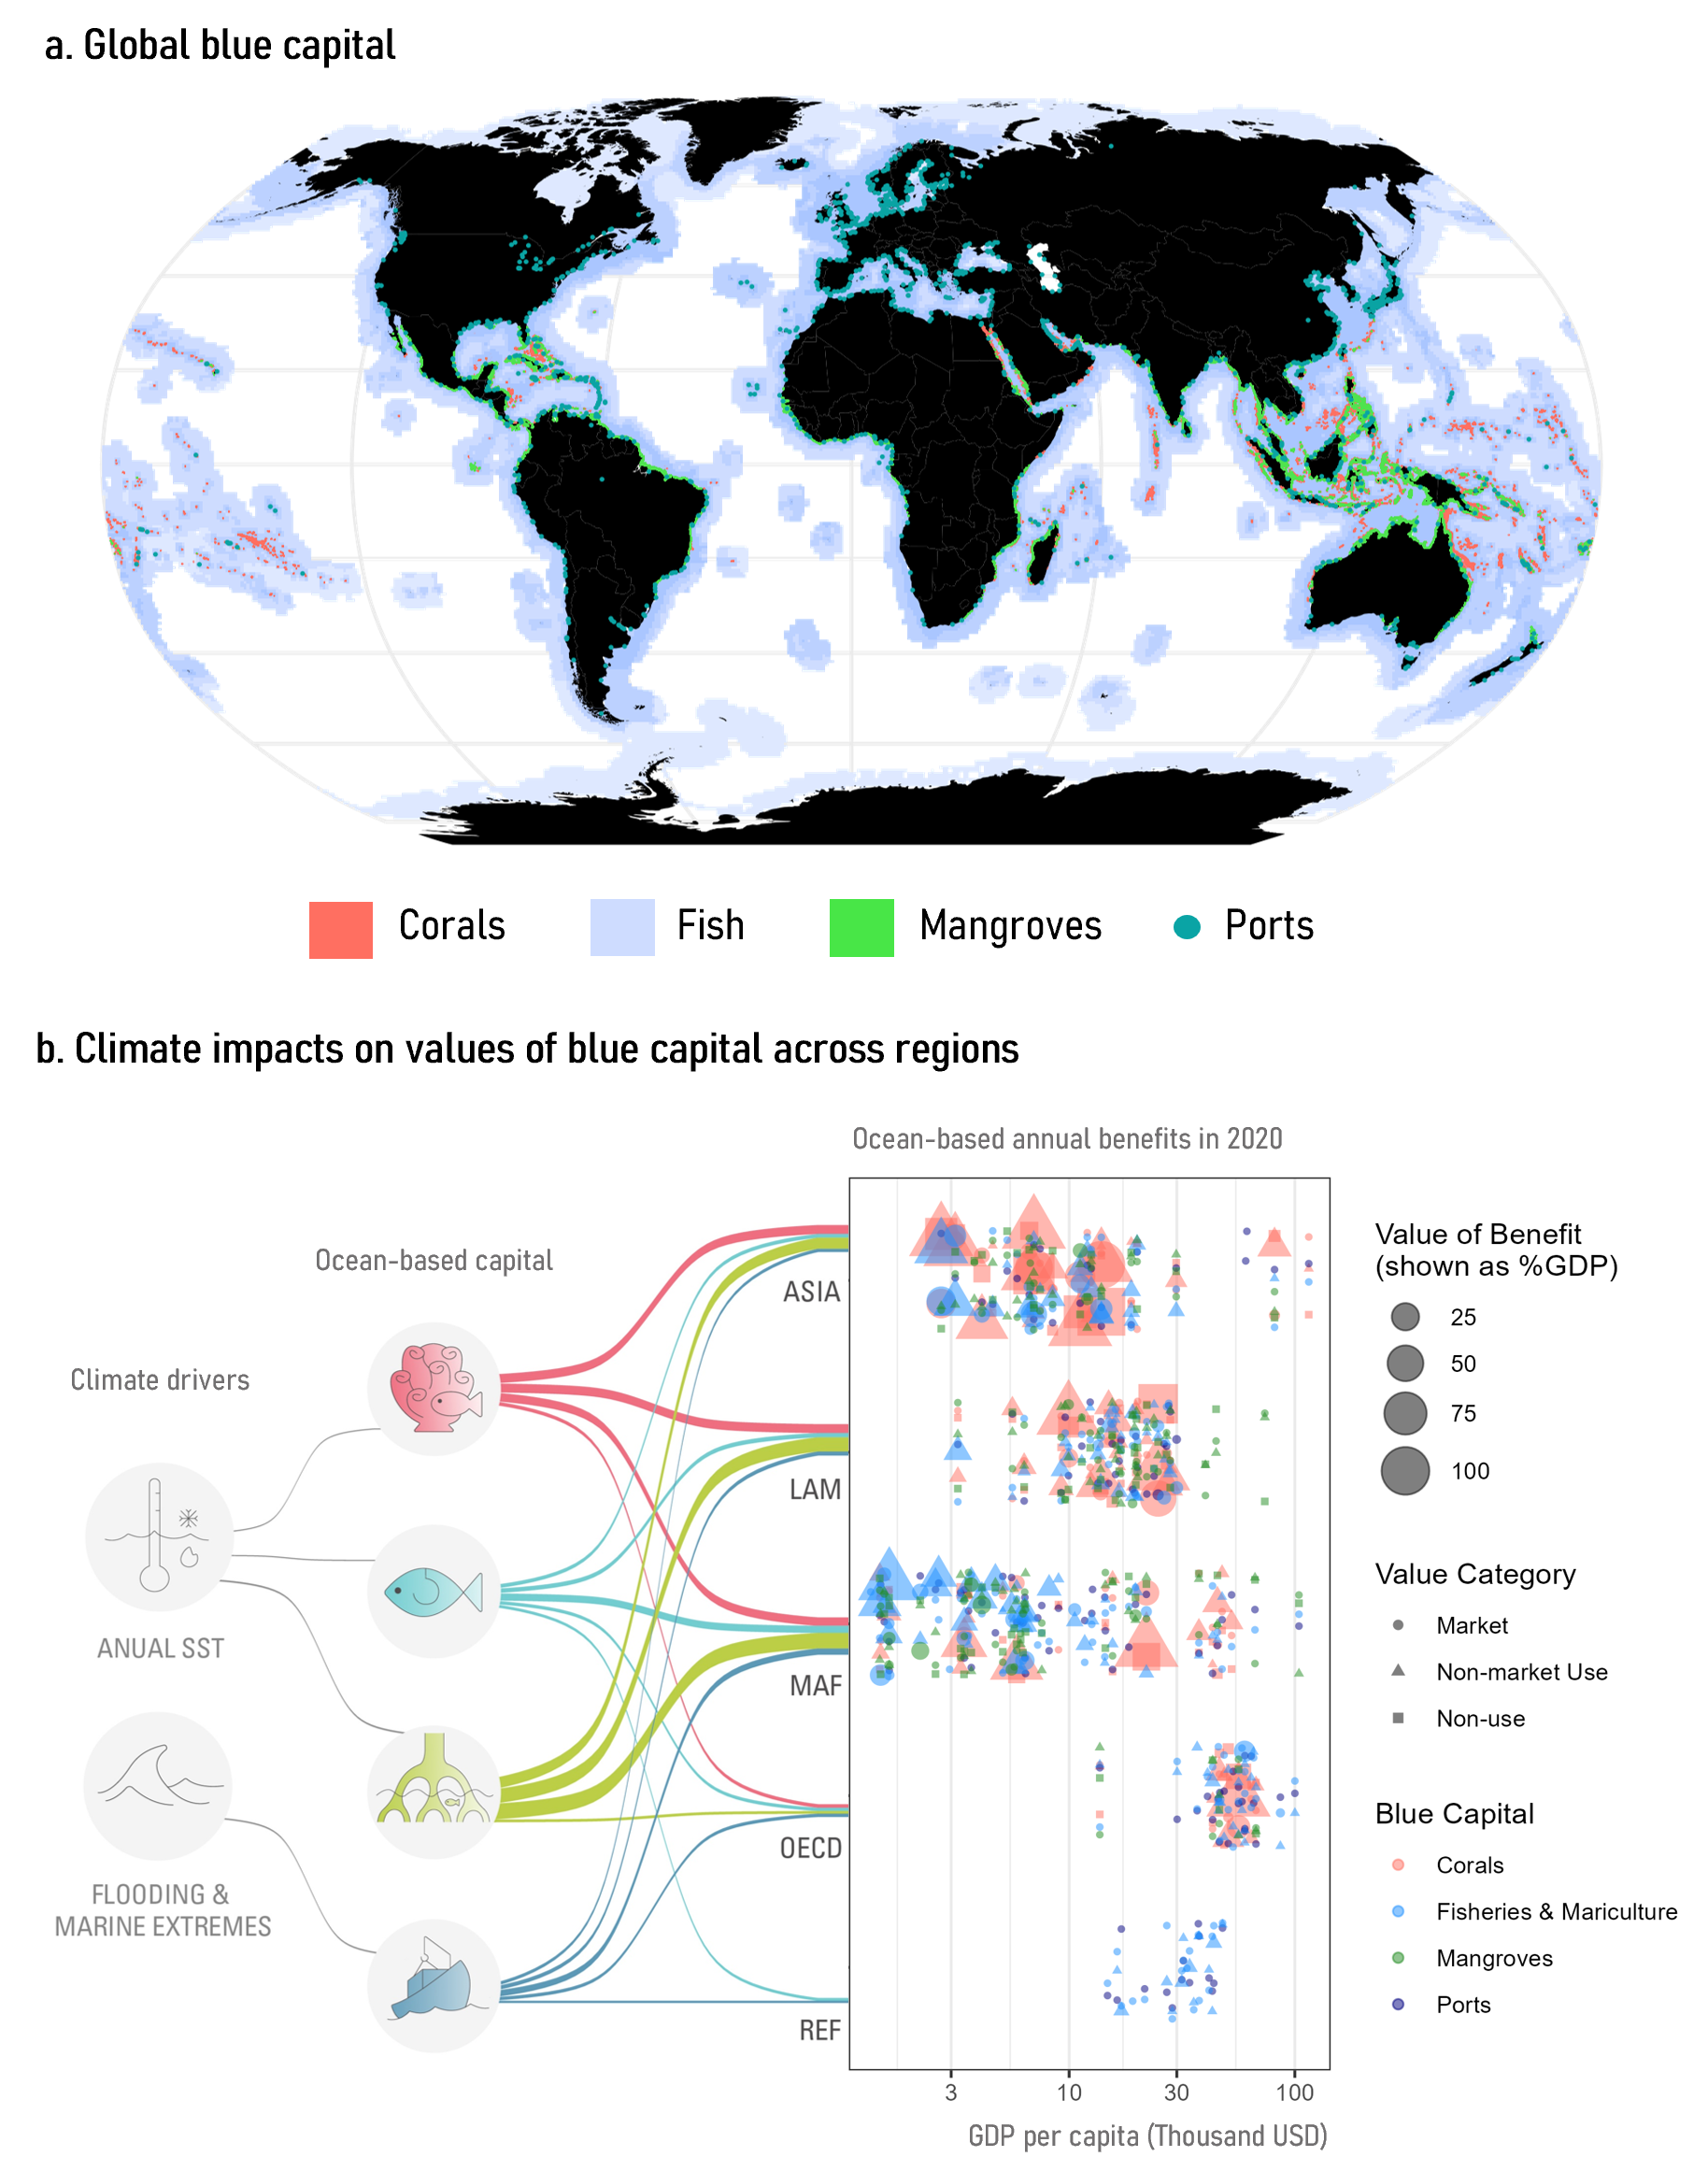 a. Global blue capital
Corals
Fish
Mangroves
Ports
b. Climate impacts on values of blue capital across regions
Ocean-based annual benefits in 2020
Ocean-based capital
Climate drivers
ANUAL SST
FLOODING &
MARINE EXTREMES
ASIA
LAM
MAF
OECD
REF
3
10
30
100
GDP per capita (Thousand USD)
Value of Benefit
(shown as %GDP)
25
50
75
100
Value Category
Market
Non-market Use
Non-use
Blue Capital
Corals
Fisheries & Mariculture
Mangroves
Ports